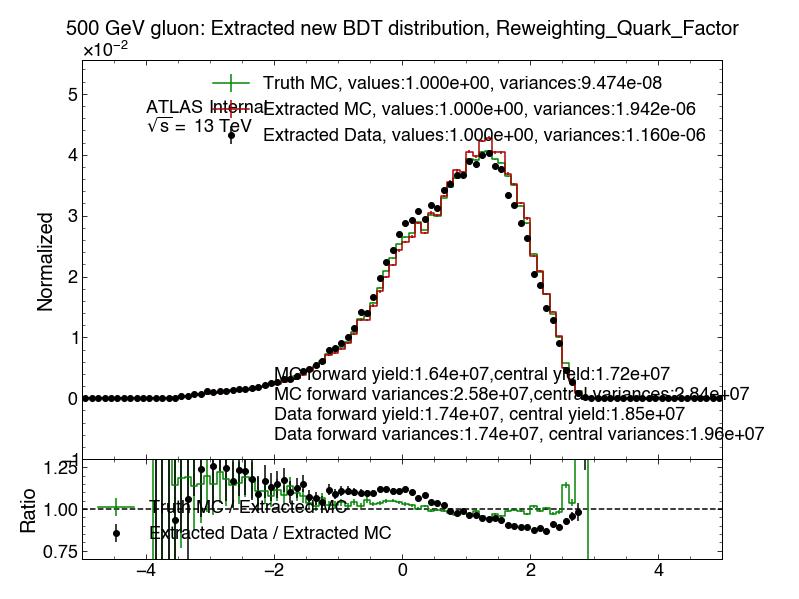 500 GeV gluon: Extracted new BDT distribution, Reweighting_Quark_Factor
×10⁻²
Truth MC, values:1.000e+00, variances:9.474e-08
ATLAS Internal
Extracted MC, values:1.000e+00, variances:1.942e-06
√s = 13 TeV
Extracted Data, values:1.000e+00, variances:1.160e-06
5
4
3
2
1
0
1
Normalized
MC forward yield:1.64e+07,central yield:1.72e+07
MC forward variances:2.58e+07,central variances:2.84e+07
Data forward yield:1.74e+07, central yield:1.85e+07
Data forward variances:1.74e+07, central variances:1.96e+07
1.25
1.00
0.75
Ratio
Truth MC / Extracted MC
Extracted Data / Extracted MC
−4 −2 0 2 4